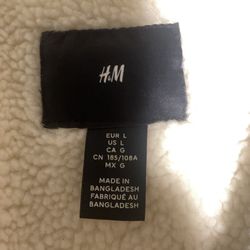 H&M
EUR L
US L
CA G
CN 185/108A
MX G
MADE IN
BANGLADESH
FABRIQUÉ AU
BANGLADESH